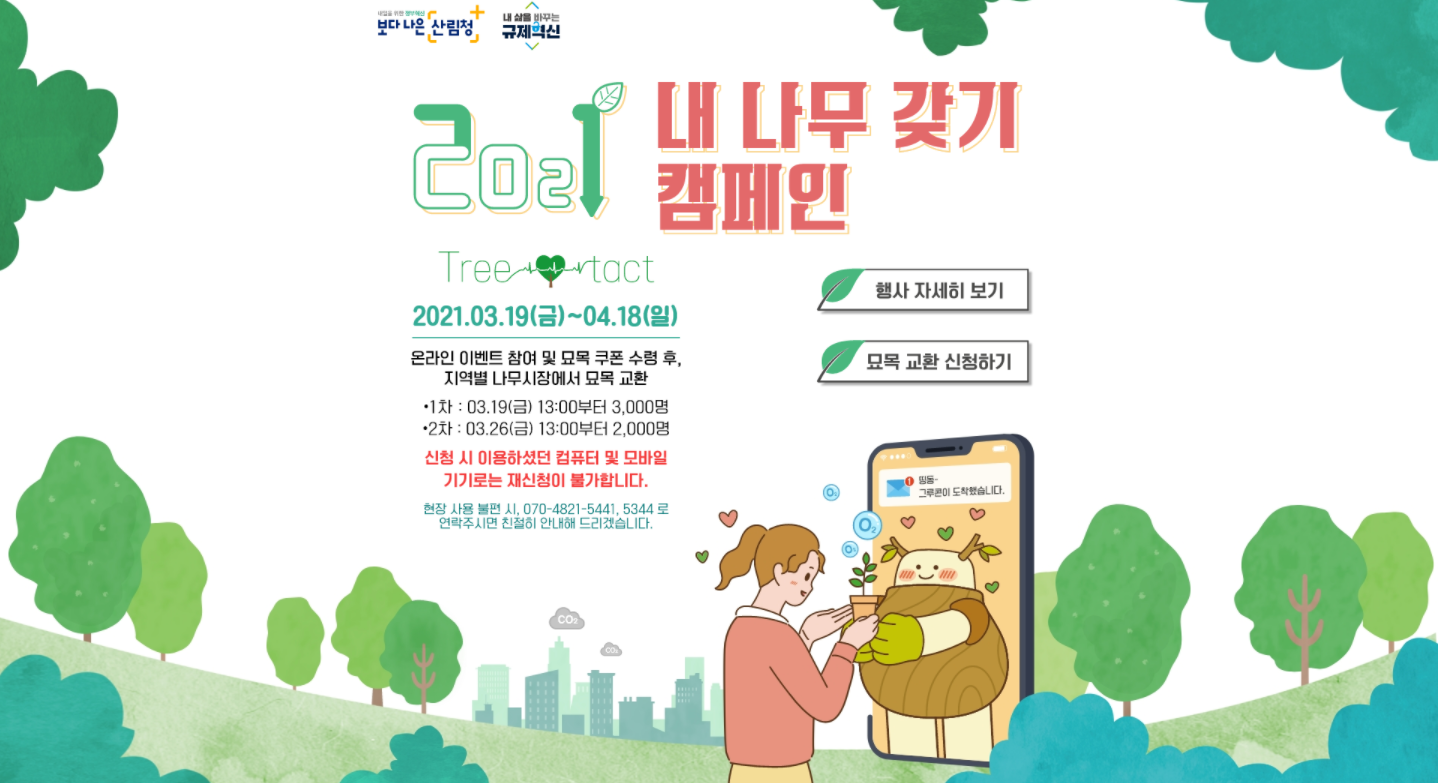 내일을 위한 정부혁신
보다 나은 산림청
내 삶을 바꾸는
규제혁신
2021
내 나무 갖기
캠페인
Tree tact
2021.03.19(금)~04.18(일)
온라인 이벤트 참여 및 묘목 쿠폰 수령 후,
지역별 나무시장에서 묘목 교환
•1차 : 03.19(금) 13:00부터 3,000명
•2차 : 03.26(금) 13:00부터 2,000명
신청 시 이용하셨던 컴퓨터 및 모바일
기기로는 재신청이 불가합니다.
현장 사용 불편 시, 070-4821-5441, 5344 로
연락주시면 친절히 안내해 드리겠습니다.
행사 자세히 보기
묘목 교환 신청하기
1
띵동~
그루콘이 도착했습니다.
O₂
O₂
O₂
CO₂
CO₂